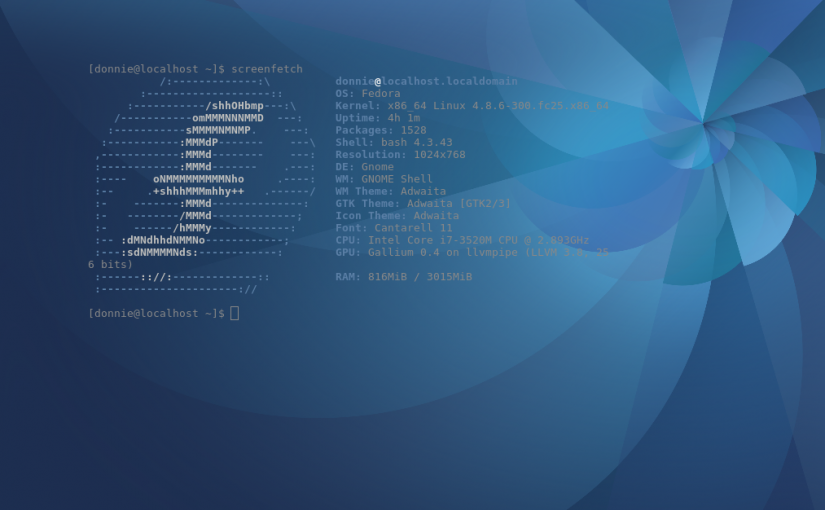 [donnie@localhost ~]$ screenfetch
           /:-------------:\          donnie@localhost.localdomain
        :-------------------::        OS: Fedora
      :-----------/shhOHbmp---:\      Kernel: x86_64 Linux 4.8.6-300.fc25.x86_64
    /-----------omMMMNNNMMD  ---:     Uptime: 4h 1m
   :-----------sMMMMNMNMP.    ---:    Packages: 1528
  :-----------:MMMdP-------    ---\   Shell: bash 4.3.43
 ,------------:MMMd--------    ---:   Resolution: 1024x768
 :------------:MMMd-------    .---:   DE: Gnome
 :----    oNMMMMMMMMMNho     .----:   WM: GNOME Shell
 :--     .+shhhMMMmhhy++   .------/   WM Theme: Adwaita
 :-    -------:MMMd--------------:    GTK Theme: Adwaita [GTK2/3]
 :-   --------/MMMd-------------;     Icon Theme: Adwaita
 :-    ------/hMMMy------------:      Font: Cantarell 11
 :-- :dMNdhhdNMMNo------------;       CPU: Intel Core i7-3520M CPU @ 2.893GHz
 :---:sdNMMMMNds:------------:        GPU: Gallium 0.4 on llvmpipe (LLVM 3.8, 25
6 bits)
 :------:://:-------------::          RAM: 816MiB / 3015MiB
 :---------------------://
[donnie@localhost ~]$